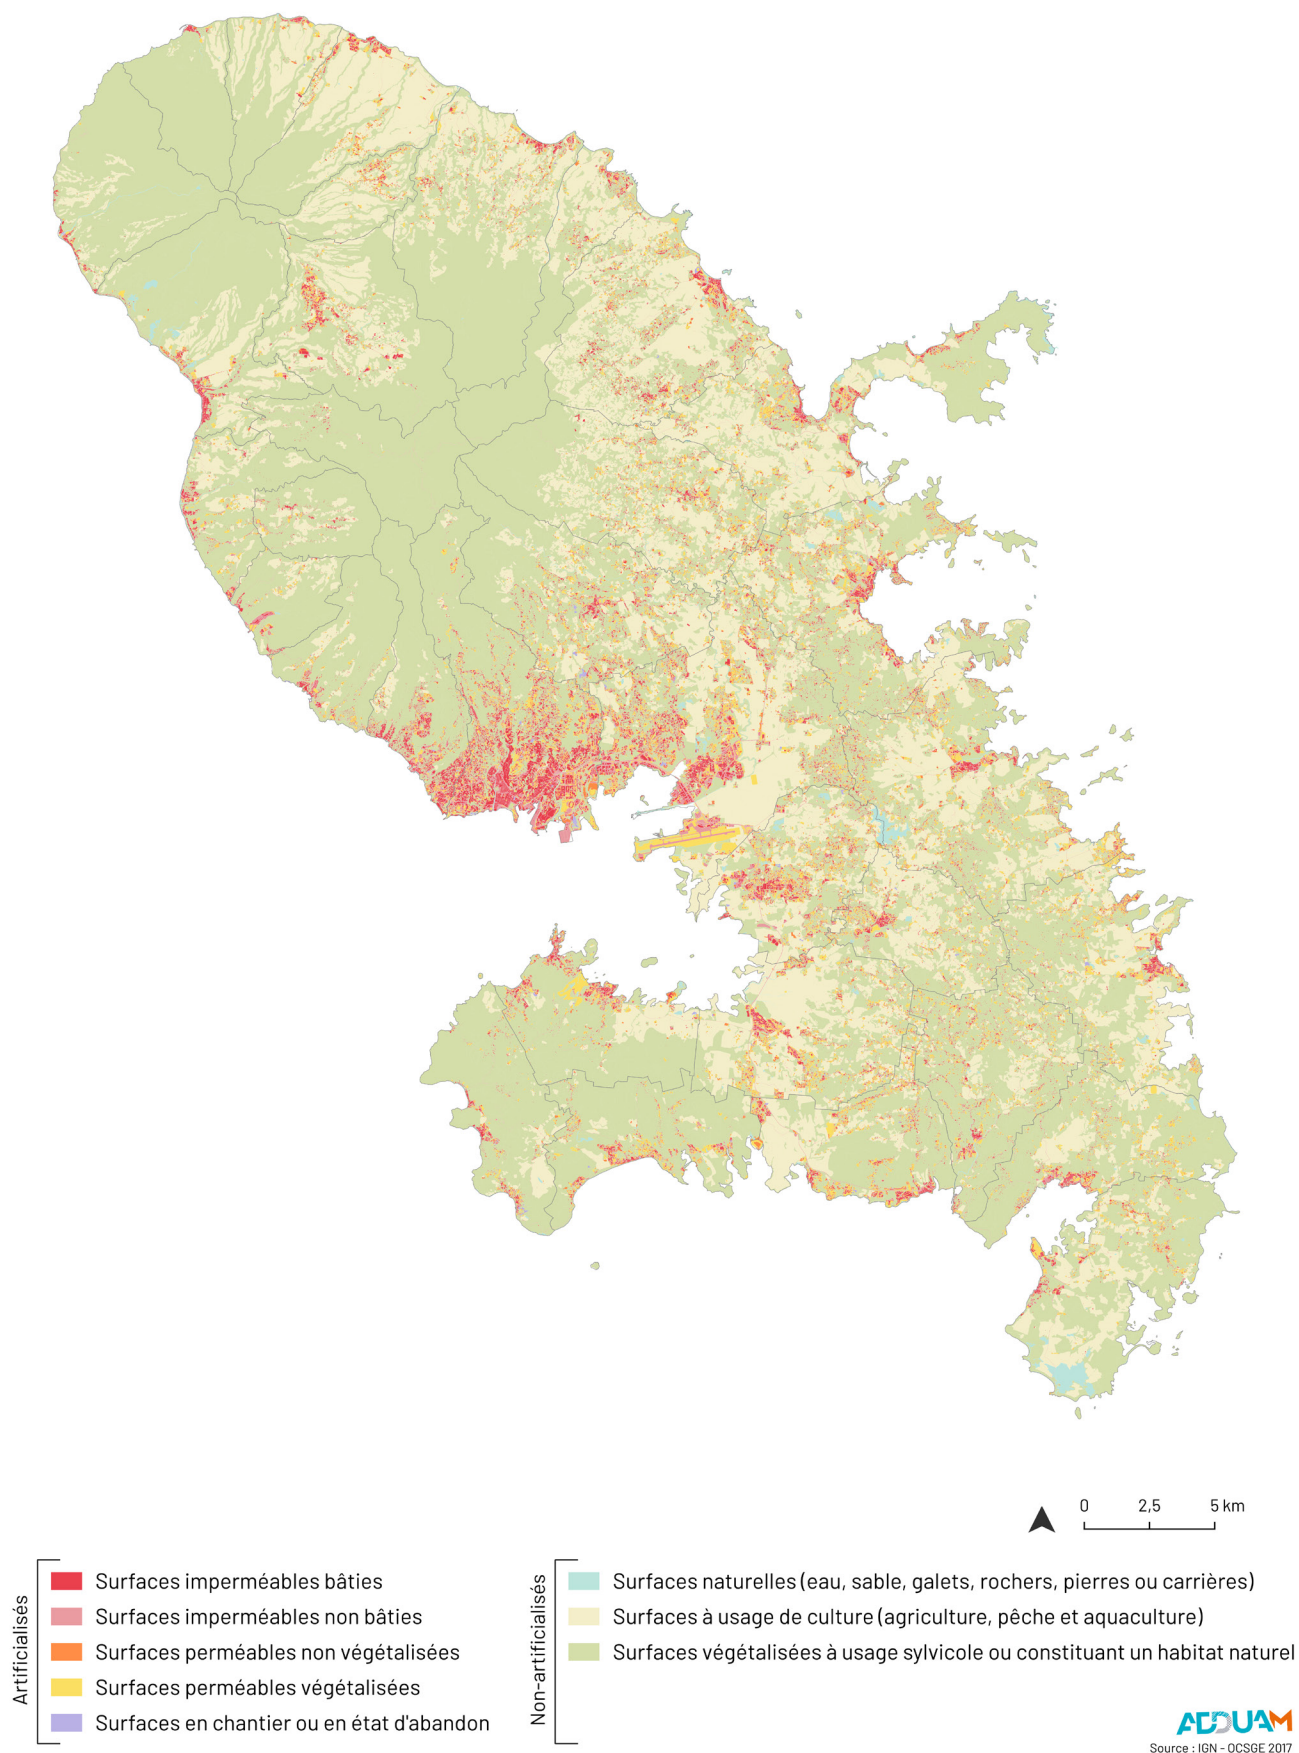 0 2,5 5 km
Artificialisés
Surfaces imperméables bâties
Surfaces imperméables non bâties
Surfaces perméables non végétalisées
Surfaces perméables végétalisées
Surfaces en chantier ou en état d'abandon
Non-artificialisés
Surfaces naturelles (eau, sable, galets, rochers, pierres ou carrières)
Surfaces à usage de culture (agriculture, pêche et aquaculture)
Surfaces végétalisées à usage sylvicole ou constituant un habitat naturel
ADDUAM
Source : IGN - OCSGE 2017